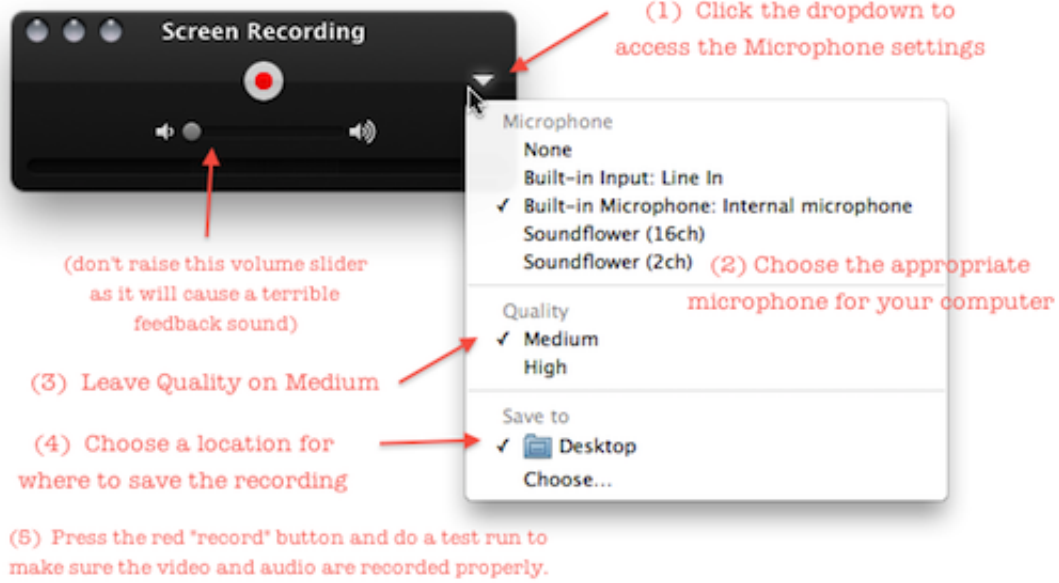 Screen Recording
(1) Click the dropdown to
access the Microphone settings
Microphone
None
Built-in Input: Line In
✓ Built-in Microphone: Internal microphone
Soundflower (16ch)
Soundflower (2ch)
(2) Choose the appropriate
microphone for your computer
(don't raise this volume slider
as it will cause a terrible
feedback sound)
Quality
✓ Medium
High
(3) Leave Quality on Medium
Save to
✓ Desktop
Choose...
(4) Choose a location for
where to save the recording
(5) Press the red "record" button and do a test run to
make sure the video and audio are recorded properly.